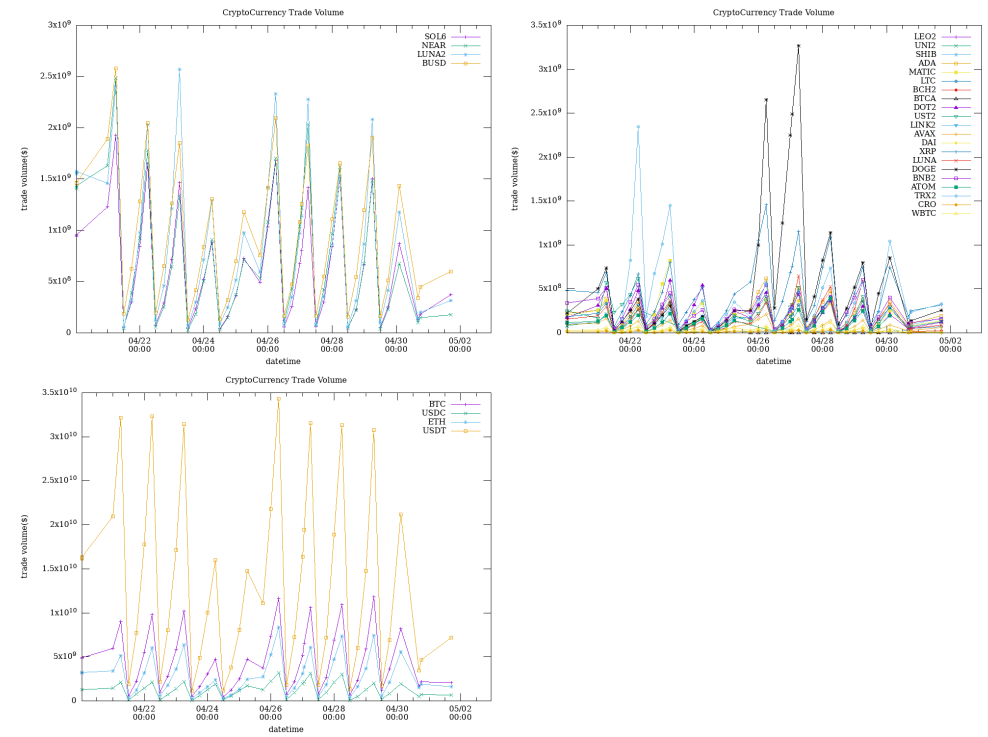 CryptoCurrency Trade Volume
3x10⁹
2.5x10⁹
2x10⁹
1.5x10⁹
1x10⁹
5x10⁸
0
trade volume($)
SOL6
NEAR
LUNA2
BUSD
04/22 04/24 04/26 04/28 04/30 05/02
00:00 00:00 00:00 00:00 00:00 00:00
datetime
CryptoCurrency Trade Volume
3.5x10⁹
3x10⁹
2.5x10⁹
2x10⁹
1.5x10⁹
1x10⁹
5x10⁸
0
trade volume($)
LEO2
UNI2
SHIB
ADA
MATIC
LTC
BCH2
BTCA
DOT2
UST2
LINK2
AVAX
DAI
XRP
LUNA
DOGE
BNB2
ATOM
TRX2
CRO
WBTC
04/22 04/24 04/26 04/28 04/30 05/02
00:00 00:00 00:00 00:00 00:00 00:00
datetime
CryptoCurrency Trade Volume
3.5x10¹⁰
3x10¹⁰
2.5x10¹⁰
2x10¹⁰
1.5x10¹⁰
1x10¹⁰
5x10⁹
0
trade volume($)
BTC
USDC
ETH
USDT
04/22 04/24 04/26 04/28 04/30 05/02
00:00 00:00 00:00 00:00 00:00 00:00
datetime